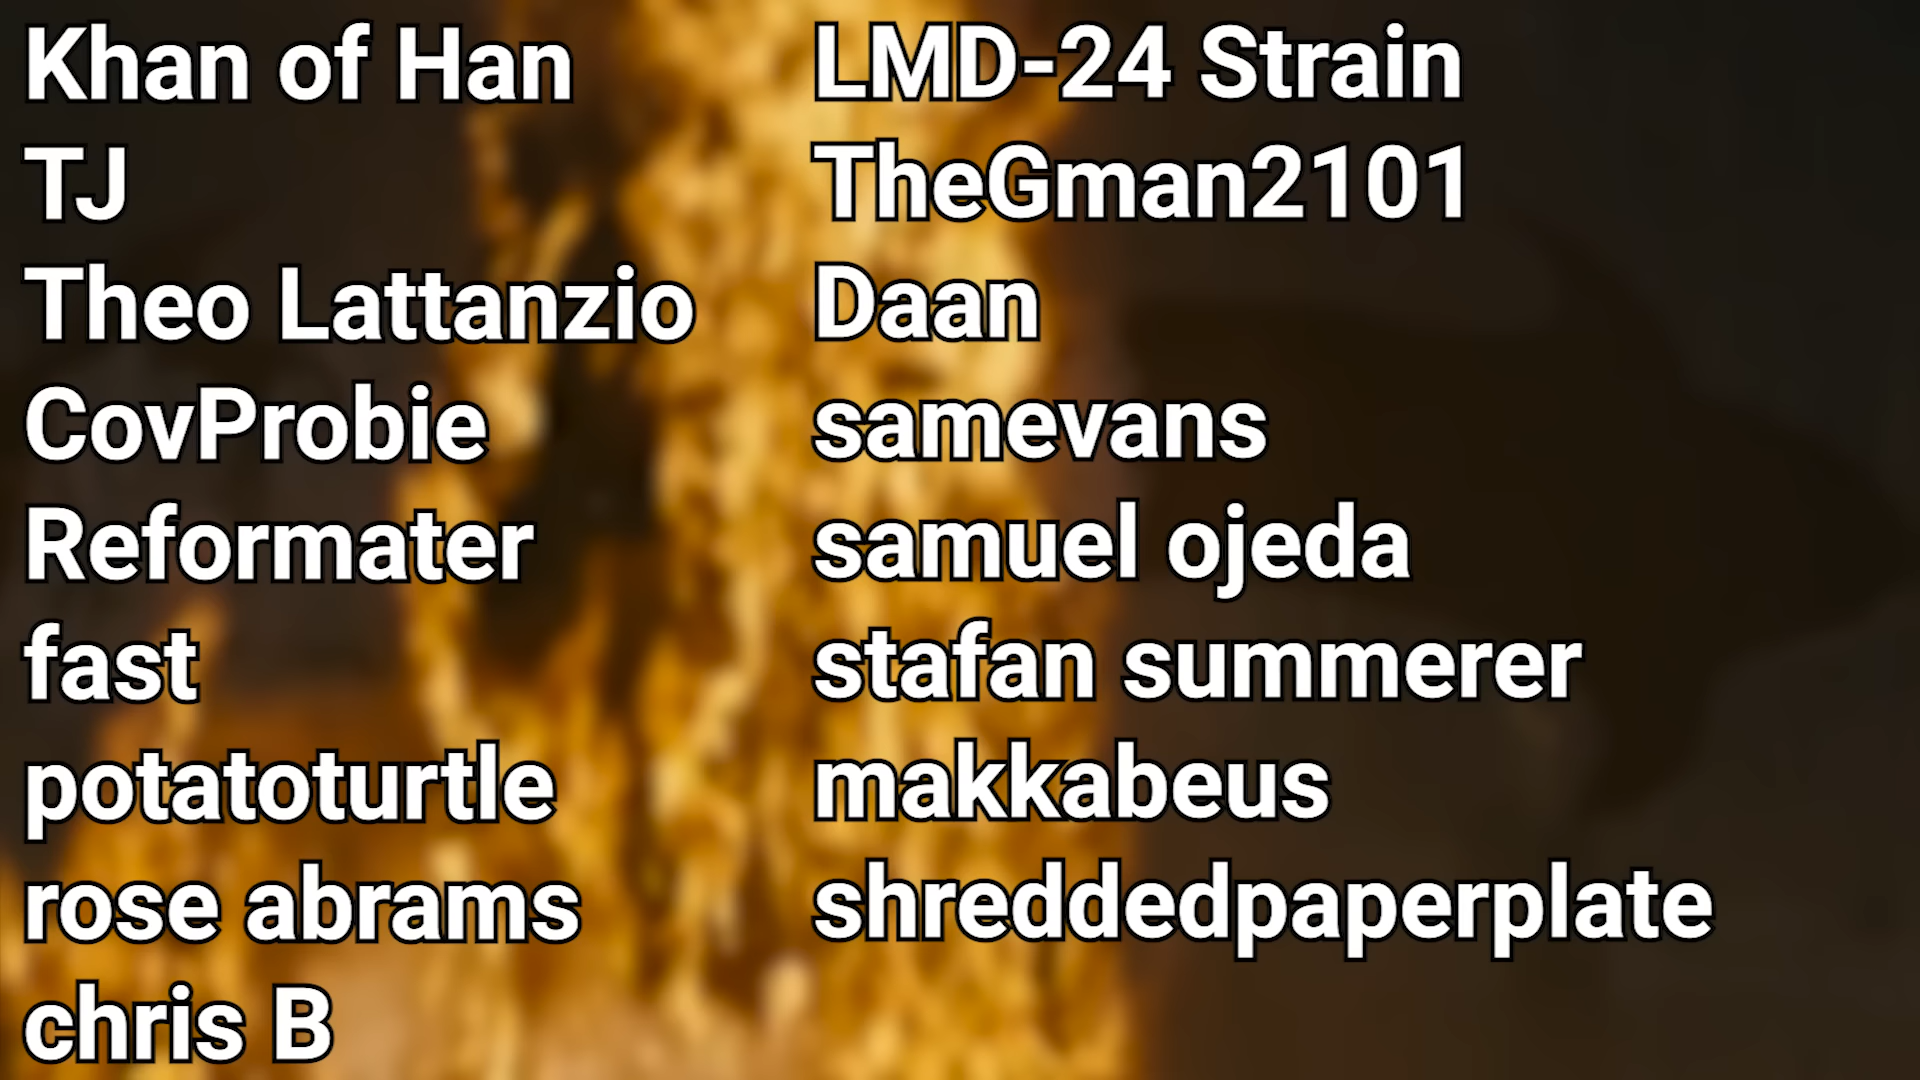 Khan of Han
TJ
Theo Lattanzio
CovProbie
Reformater
fast
potatoturtle
rose abrams
chris B
LMD-24 Strain
TheGman2101
Daan
samevans
samuel ojeda
stafan summerer
makkabeus
shreddedpaperplate